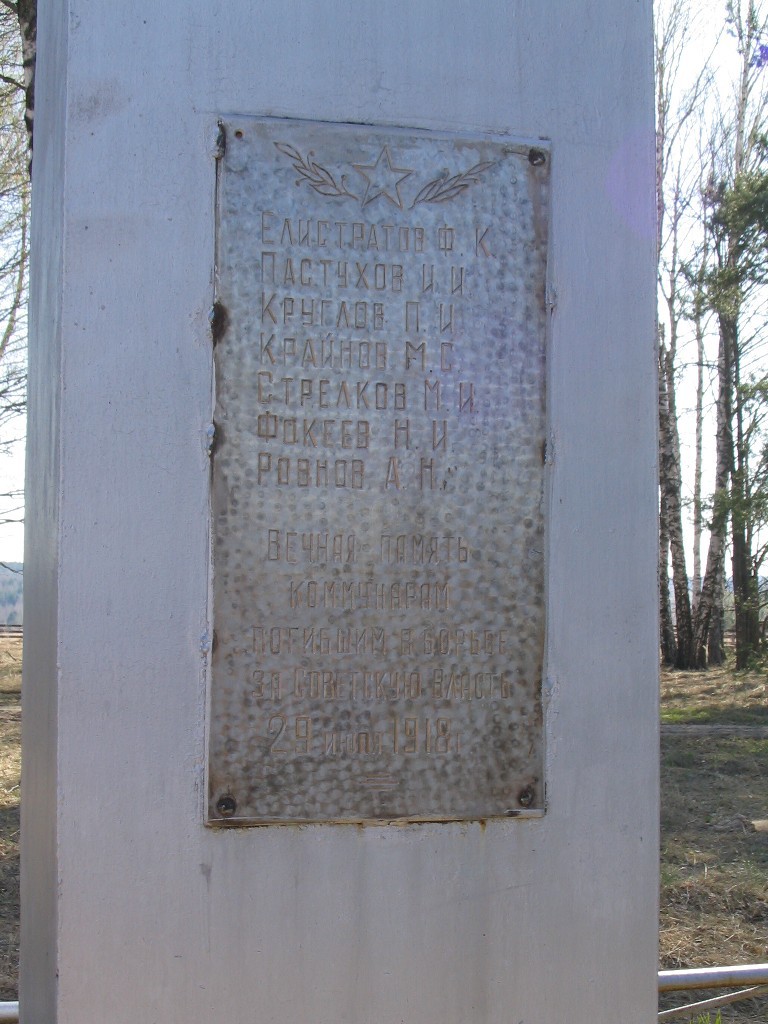 Елистратов Ф. К.
Пастухов И. И.
Круглов П. И.
Крайнов М. С.
Стрелков М. И.
Фокеев Н. И.
Ровнов А. Н.
Вечная память
коммунарам
погибшим в борьбе
за Советскую власть
29 июля 1918 г.